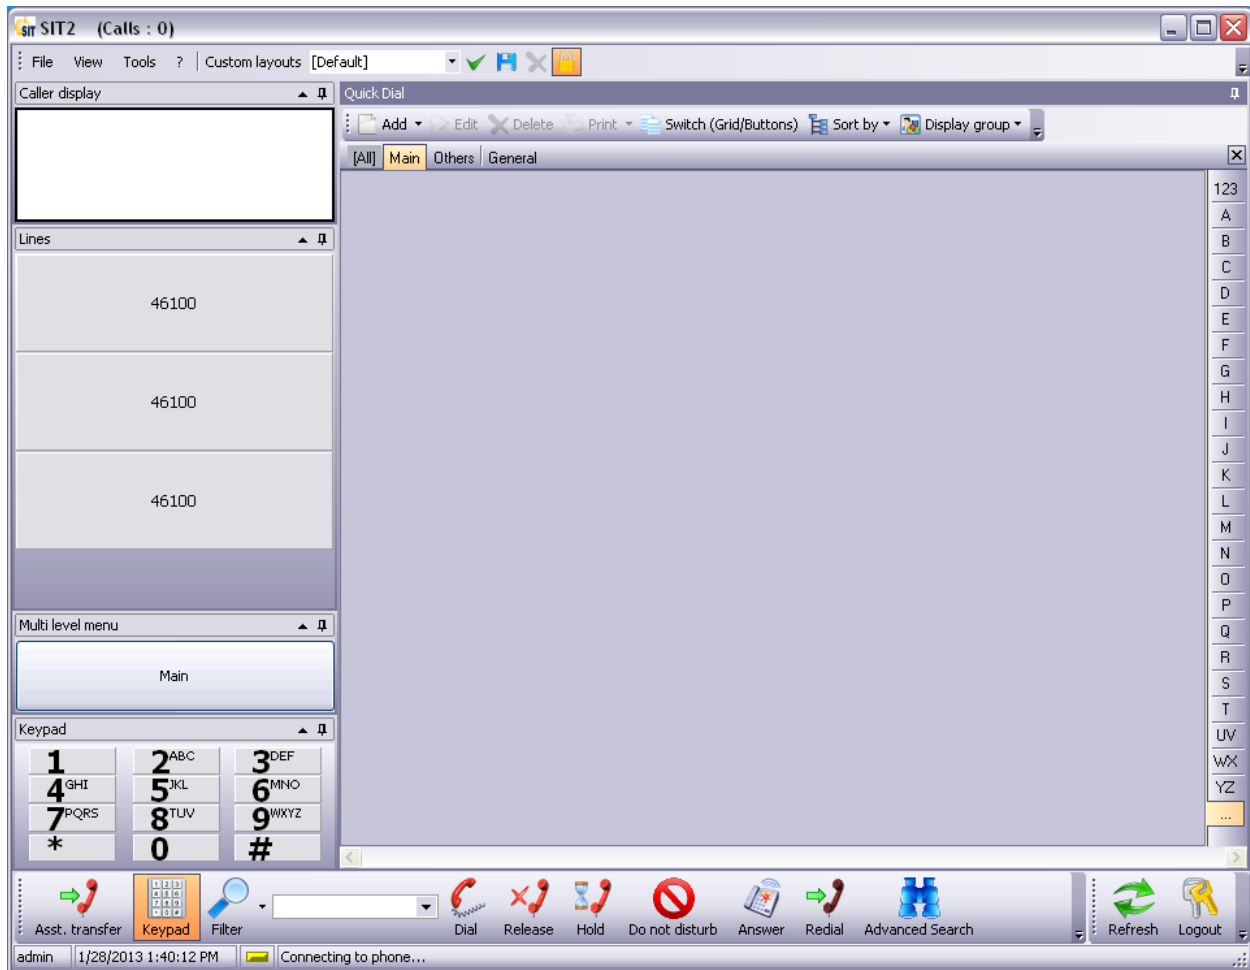 SIT SIT2 (Calls : 0)
File View Tools ? Custom layouts [Default]
Caller display
Quick Dial
Add Edit Delete Print Switch (Grid/Buttons) Sort by Display group
[All] Main Others General
123
A
B
C
D
E
F
G
H
I
J
K
L
M
N
O
P
Q
R
S
T
UV
WX
YZ
...
Lines
46100
46100
46100
Multi level menu
Main
Keypad
1 2ABC 3DEF
4GHI 5JKL 6MNO
7PQRS 8TUV 9WXYZ
* 0 #
Asst. transfer Keypad Filter Dial Release Hold Do not disturb Answer Redial Advanced Search Refresh Logout
admin 1/28/2013 1:40:12 PM Connecting to phone...